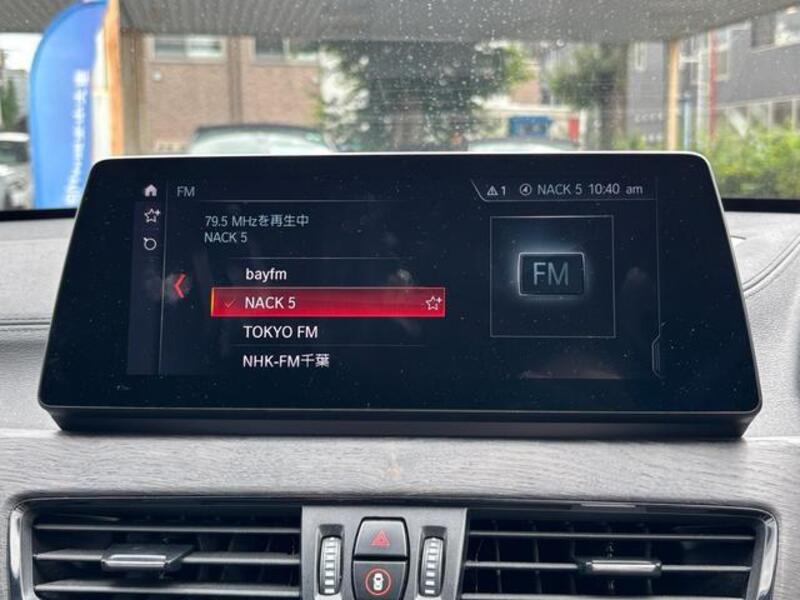 FM
1 NACK 5 10:40 am
79.5 MHzを再生中
NACK 5
bayfm
NACK 5
TOKYO FM
NHK-FM千葉
FM